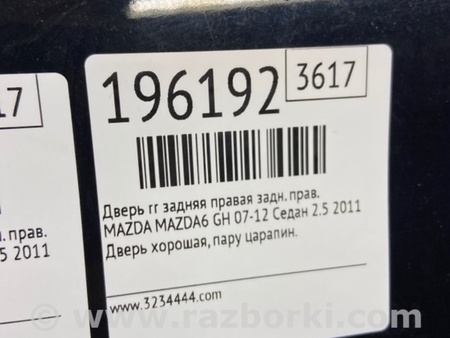 17
л. прав.
5 2011
196192
3617
Дверь rr задняя правая задн. прав.
MAZDA MAZDA6 GH 07-12 Седан 2.5 2011
Дверь хорошая, пару царапин.
www.3234444.com
© www.razborki.com